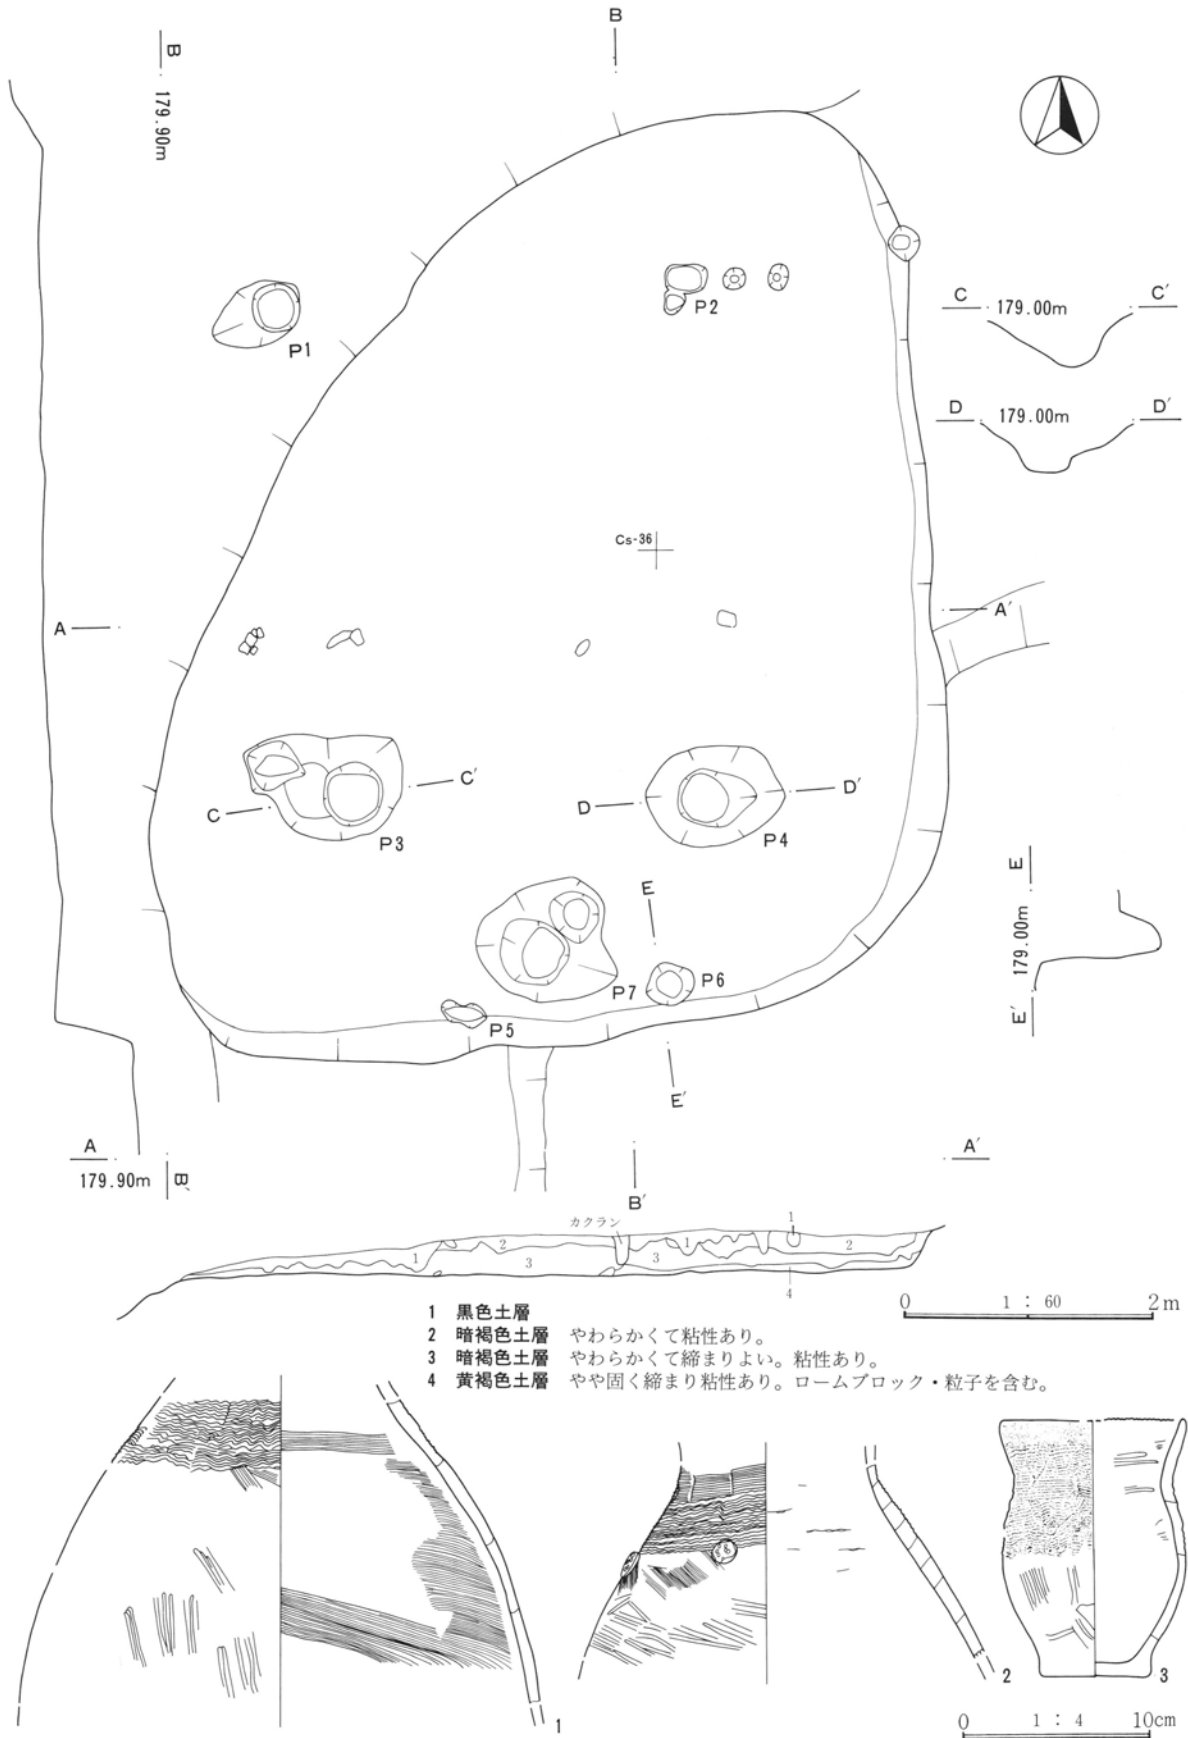 B
B
179.90m
C 179.00m C′
P1
P2
D 179.00m D′
Cs-36
A
A′
C
C′
P3
D
D′
P4
E
E
179.00m
E′
P7
P6
P5
E′
A
179.90m
B′
B′
A′
カクラン
1
1
2
3
3
1
2
4
0 1 : 60 2m
1 黒色土層
2 暗褐色土層 やわらかくて粘性あり。
3 暗褐色土層 やわらかくて締まりよい。粘性あり。
4 黄褐色土層 やや固く締まり粘性あり。ロームブロック・粒子を含む。
1
2
3
0 1 : 4 10cm